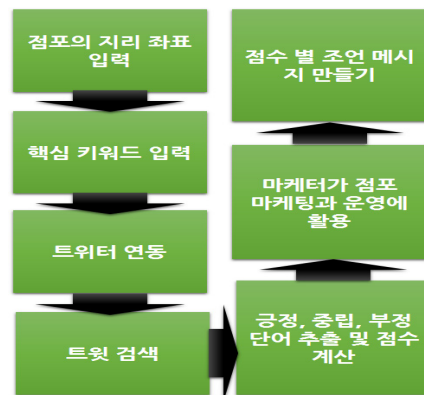 점포의 지리 좌표
입력
핵심 키워드 입력
트위터 연동
트윗 검색
긍정, 중립, 부정
단어 추출 및 점수
계산
마케터가 점포
마케팅과 운영에
활용
점수 별 조언 메시
지 만들기